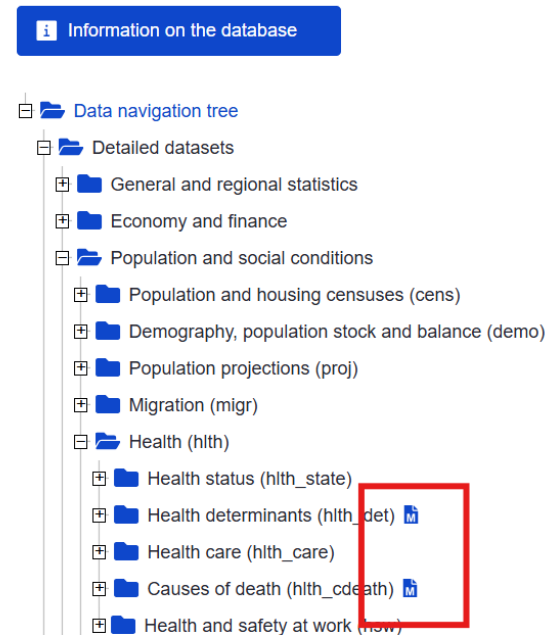 i Information on the database
Data navigation tree
Detailed datasets
General and regional statistics
Economy and finance
Population and social conditions
Population and housing censuses (cens)
Demography, population stock and balance (demo)
Population projections (proj)
Migration (migr)
Health (hlth)
Health status (hlth_state)
Health determinants (hlth_det) M
Health care (hlth_care)
Causes of death (hlth_cdeath) M
Health and safety at work (hsw)